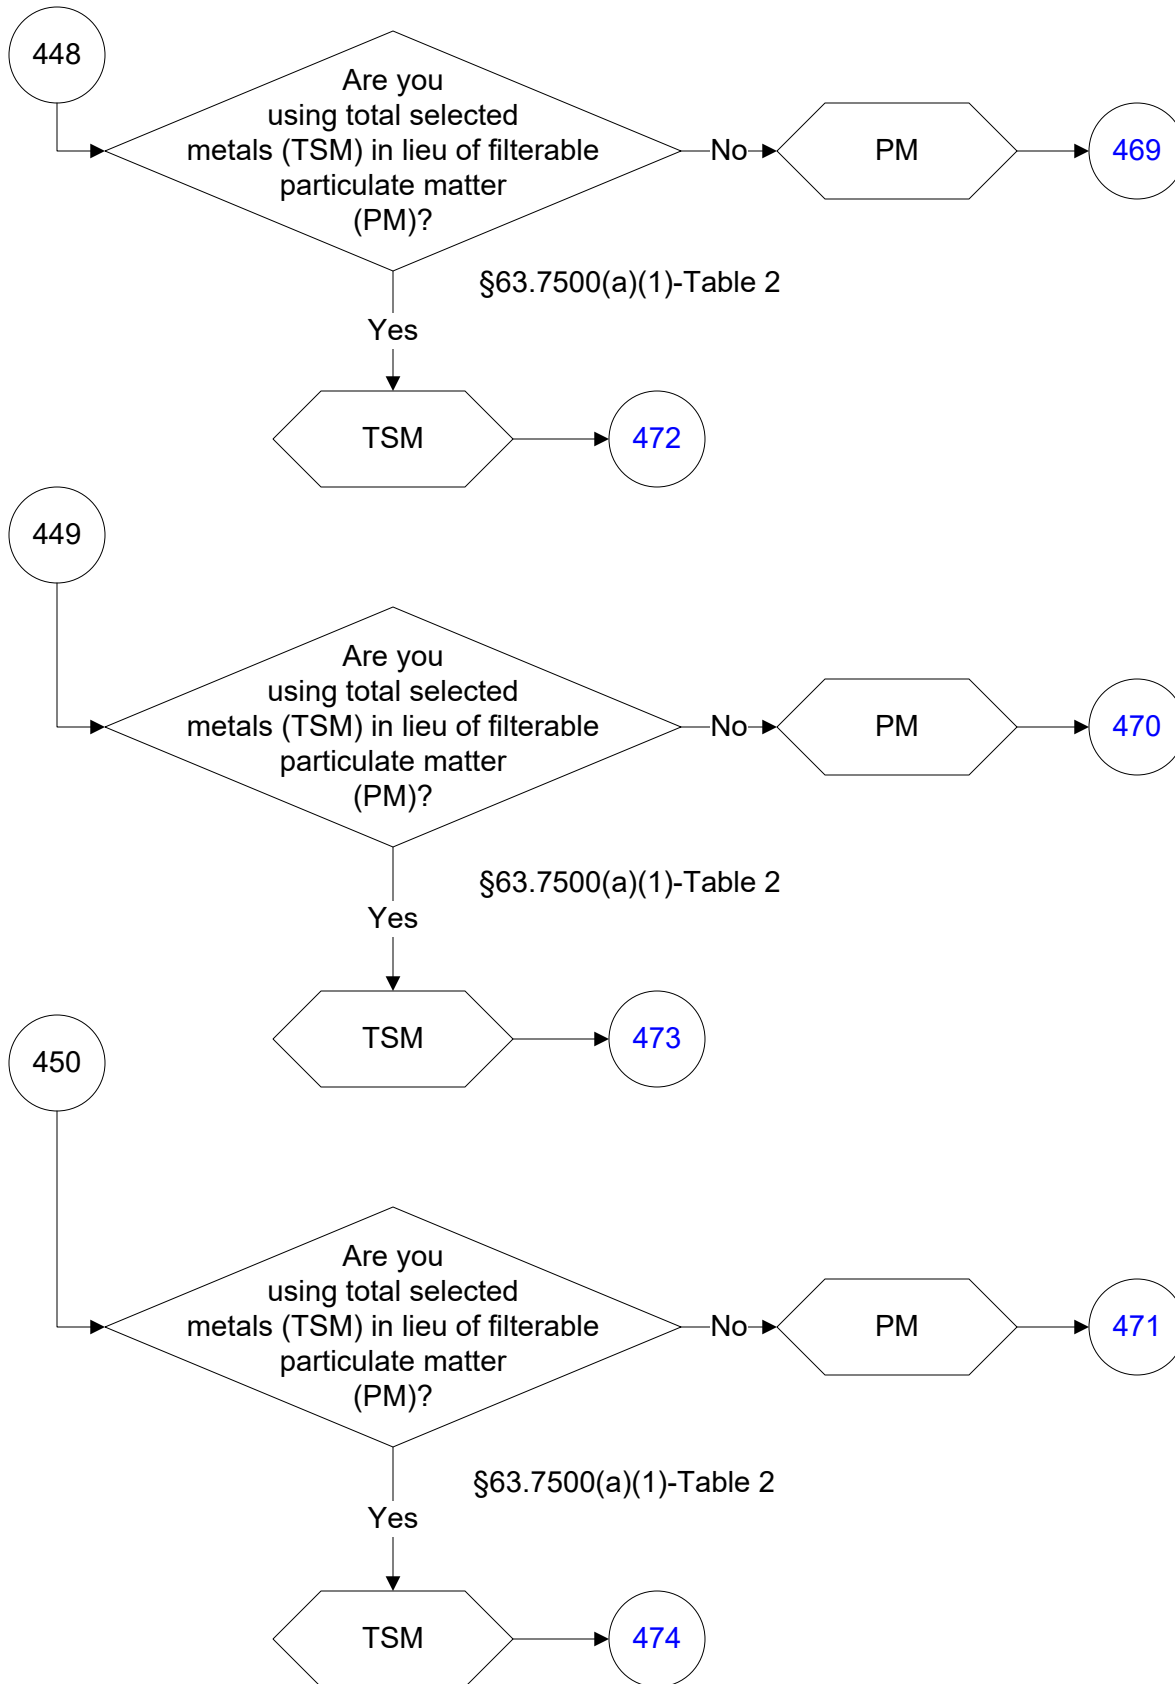 448
Are you
using total selected
metals (TSM) in lieu of filterable
particulate matter
(PM)?
No
PM
469
§63.7500(a)(1)-Table 2
Yes
TSM
472
449
Are you
using total selected
metals (TSM) in lieu of filterable
particulate matter
(PM)?
No
PM
470
§63.7500(a)(1)-Table 2
Yes
TSM
473
450
Are you
using total selected
metals (TSM) in lieu of filterable
particulate matter
(PM)?
No
PM
471
§63.7500(a)(1)-Table 2
Yes
TSM
474